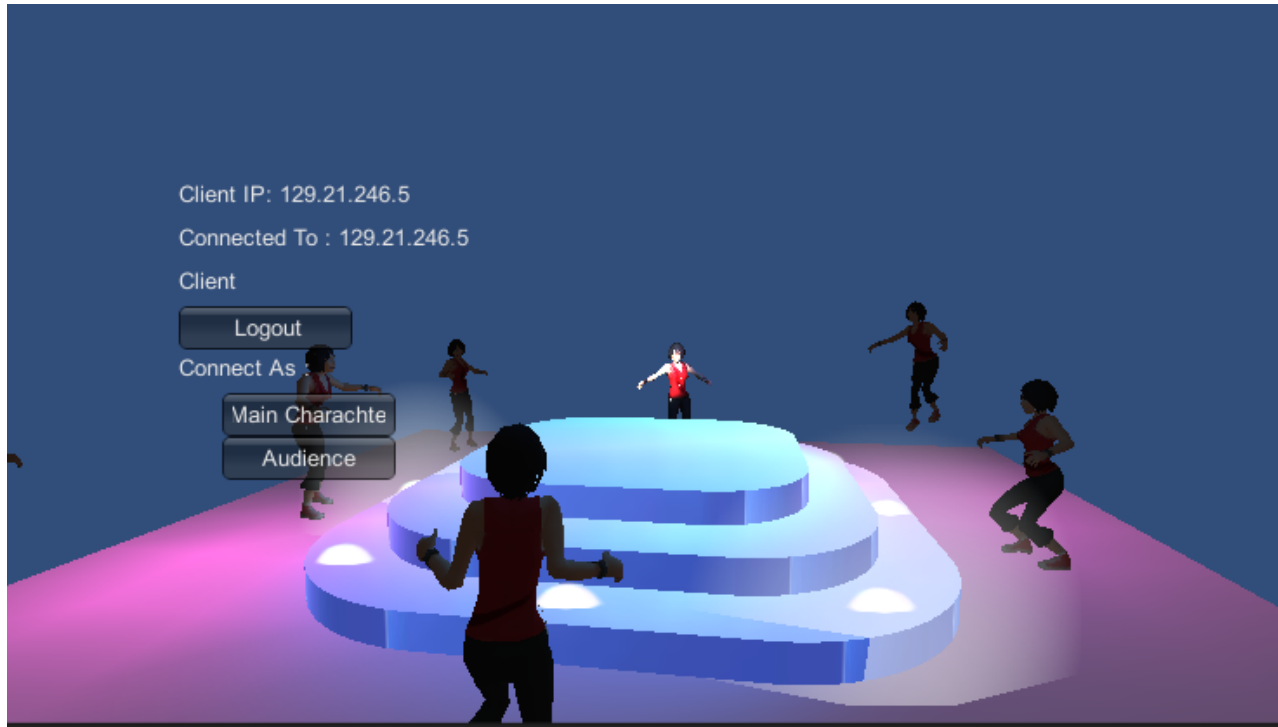 Client IP: 129.21.246.5
Connected To : 129.21.246.5
Client
Logout
Connect As :
Main Charachte
Audience